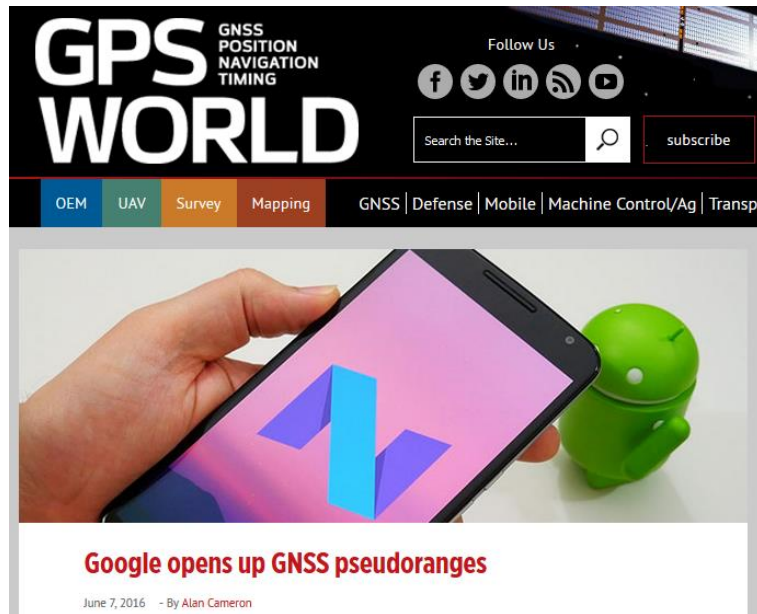 GPS
GNSS
POSITION
NAVIGATION
TIMING
WORLD
Follow Us
Search the Site...
subscribe
OEM
UAV
Survey
Mapping
GNSS | Defense | Mobile | Machine Control/Ag | Transp
Google opens up GNSS pseudoranges
June 7, 2016 - By Alan Cameron